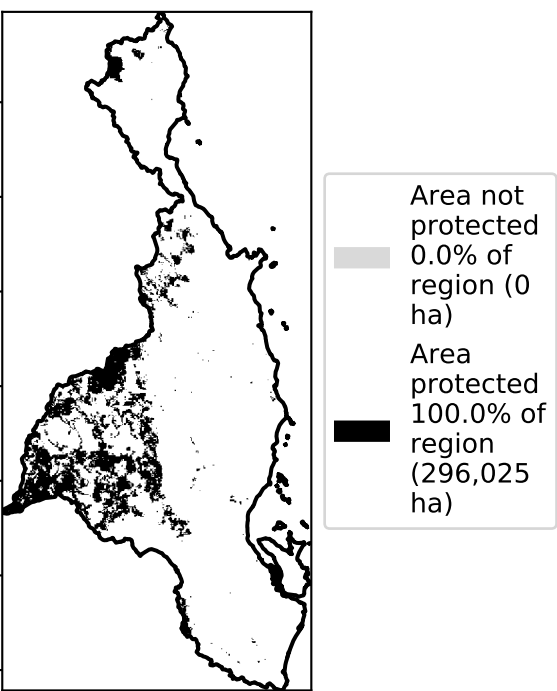 Area not
protected
0.0% of
region (0
ha)
Area
protected
100.0% of
region
(296,025
ha)